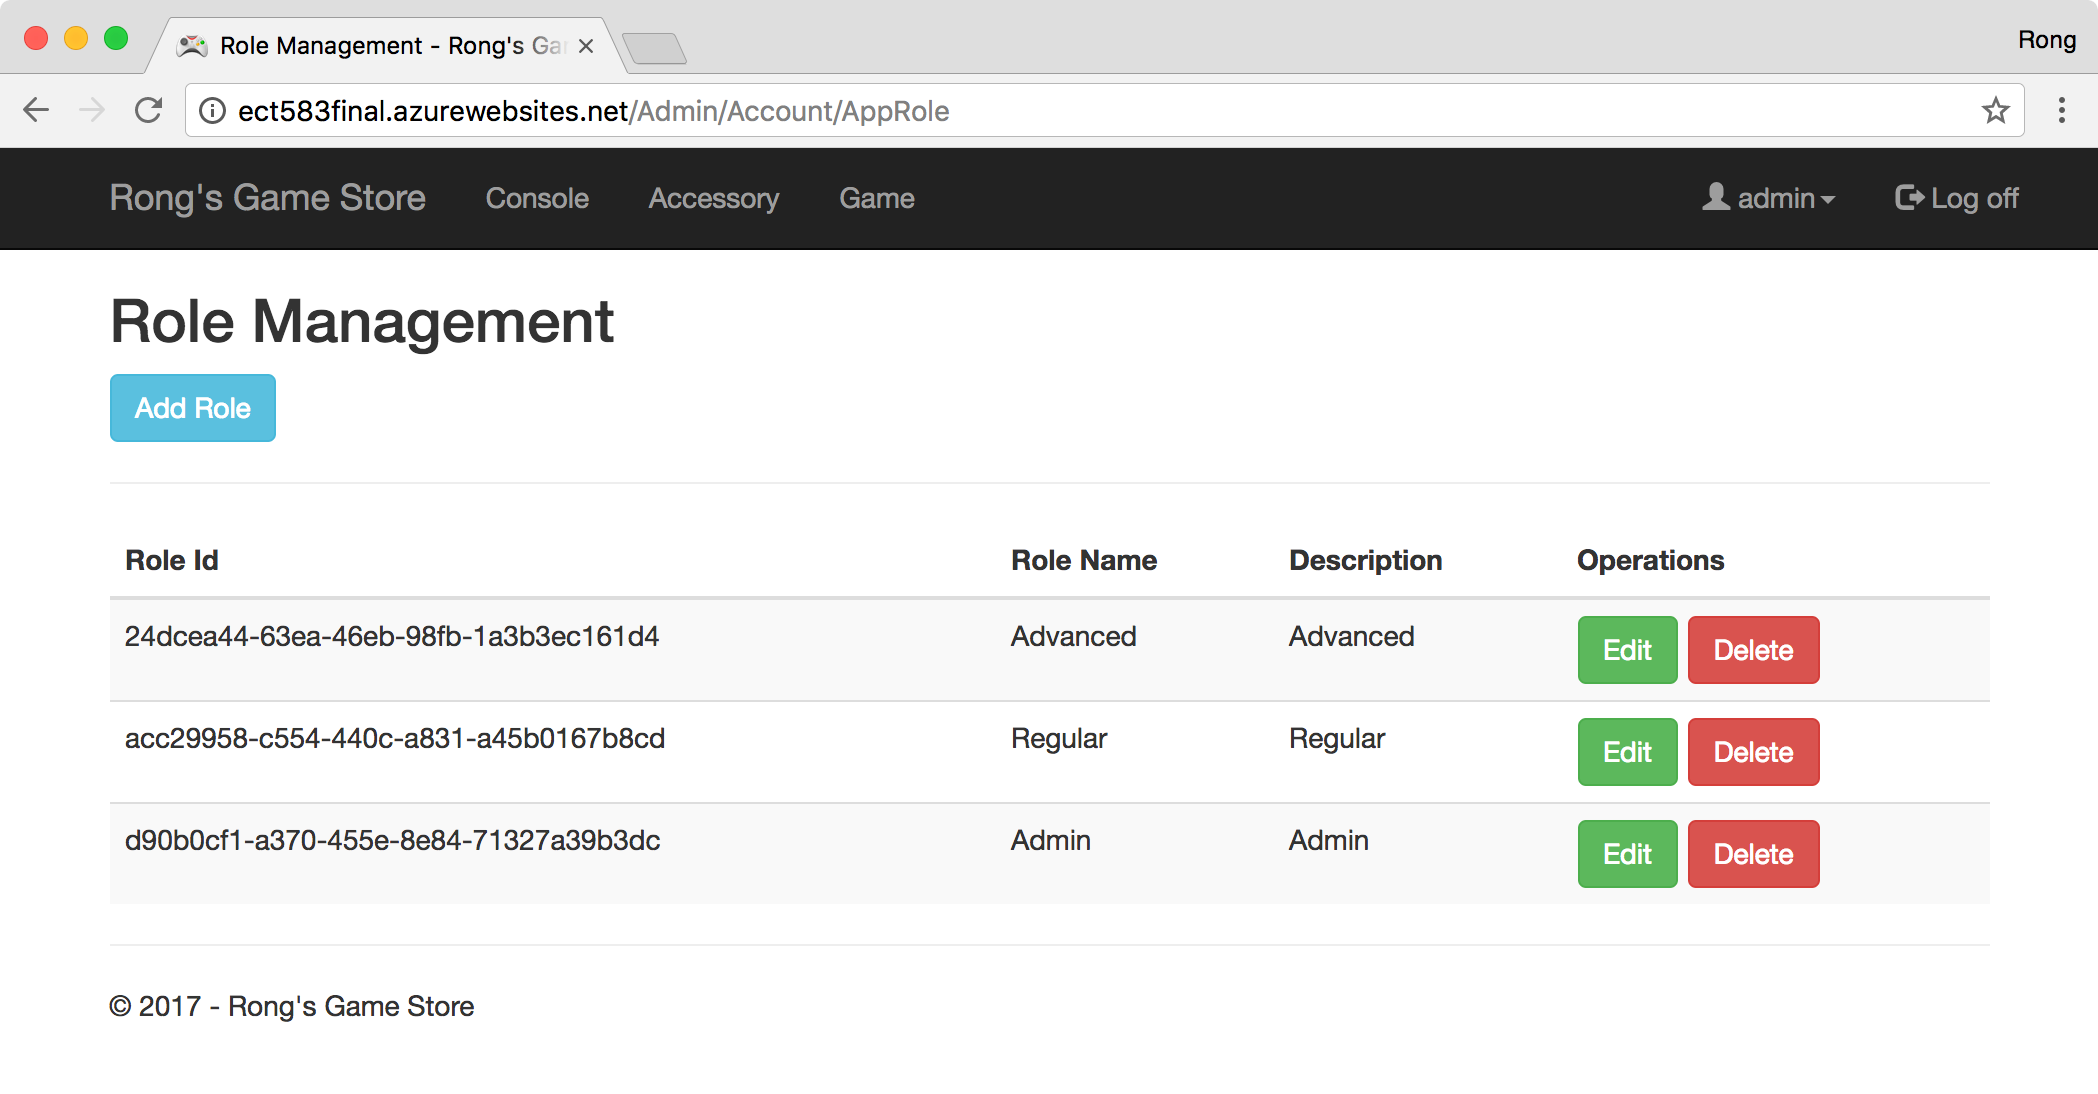 Role Management - Rong's Ga
Rong
ect583final.azurewebsites.net/Admin/Account/AppRole
Rong's Game Store Console Accessory Game admin Log off
Role Management
Add Role
Role Id Role Name Description Operations
24dcea44-63ea-46eb-98fb-1a3b3ec161d4 Advanced Advanced Edit Delete
acc29958-c554-440c-a831-a45b0167b8cd Regular Regular Edit Delete
d90b0cf1-a370-455e-8e84-71327a39b3dc Admin Admin Edit Delete
© 2017 - Rong's Game Store